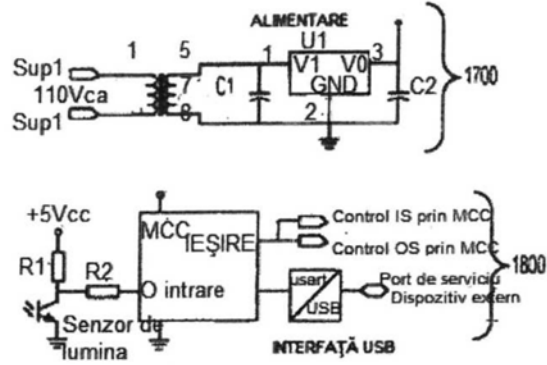 ALIMENTARE
U1
1
5
1
V1
V0
3
Sup1
7
C1
GND
C2
1700
110Vca
Sup1
8
2
+5Vcc
MCC
IEŞIRE
Control IS prin MCC
Control OS prin MCC
1800
R1
R2
O intrare
usart
USB
Port de serviciu
Dispozitiv extern
Senzor de
lumina
INTERFAŢĂ USB